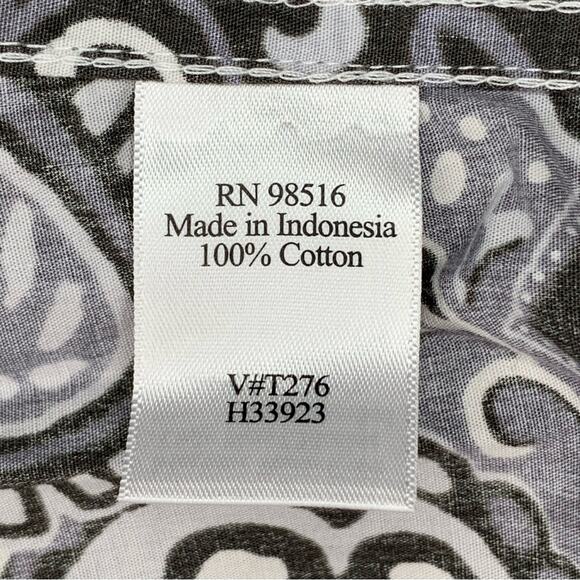 RN 98516
Made in Indonesia
100% Cotton
V#T276
H33923